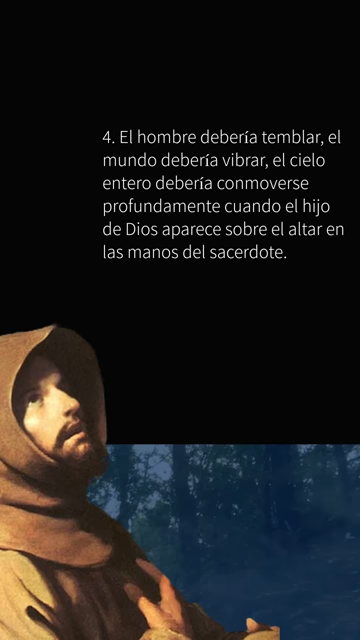 4. El hombre debería temblar, el
mundo debería vibrar, el cielo
entero debería conmoverse
profundamente cuando el hijo
de Dios aparece sobre el altar en
las manos del sacerdote.